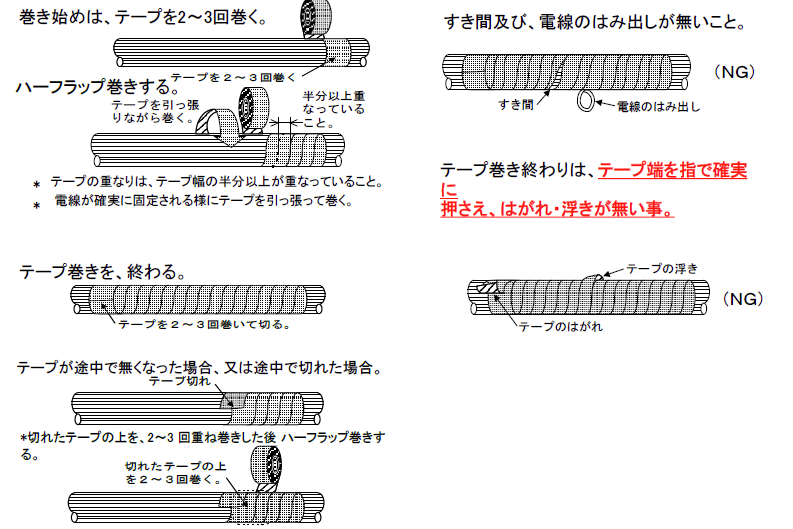 巻き始めは、テープを2～3回巻く。
テープを２～３回巻く
ハーフラップ巻きする。
テープを引っ張
りながら巻く。
半分以上重
なっている
こと。
* テープの重なりは、テープ幅の半分以上が重なっていること。
* 電線が確実に固定される様にテープを引っ張って巻く。
テープ巻きを、終わる。
テープを２～３回巻いて切る。
テープが途中で無くなった場合、又は途中で切れた場合。
テープ切れ
*切れたテープの上を、2～3 回重ね巻きした後 ハーフラップ巻きす
る。
切れたテープの上
を２～３回巻く。
すき間及び、電線のはみ出しが無いこと。
（NG）
すき間
電線のはみ出し
テープ巻き終わりは、テープ端を指で確実
に
押さえ、はがれ・浮きが無い事。
テープの浮き
（NG）
テープのはがれ